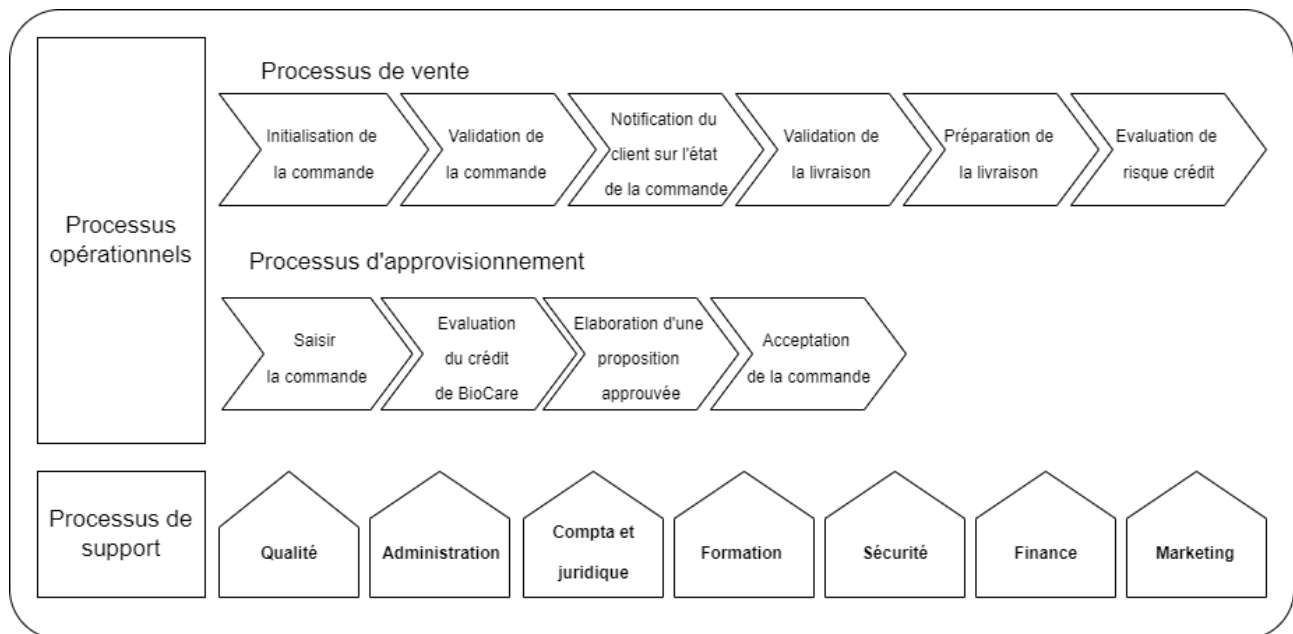 Processus de vente
Initialisation de
la commande
Validation de
la commande
Notification du
client sur l'état
de la commande
Validation de
la livraison
Préparation de
la livraison
Evaluation de
risque crédit
Processus
opérationnels
Processus d'approvisionnement
Saisir
la commande
Evaluation
du crédit
de BioCare
Elaboration d'une
proposition
approuvée
Acceptation
de la commande
Processus de
support
Qualité
Administration
Compta et
juridique
Formation
Sécurité
Finance
Marketing